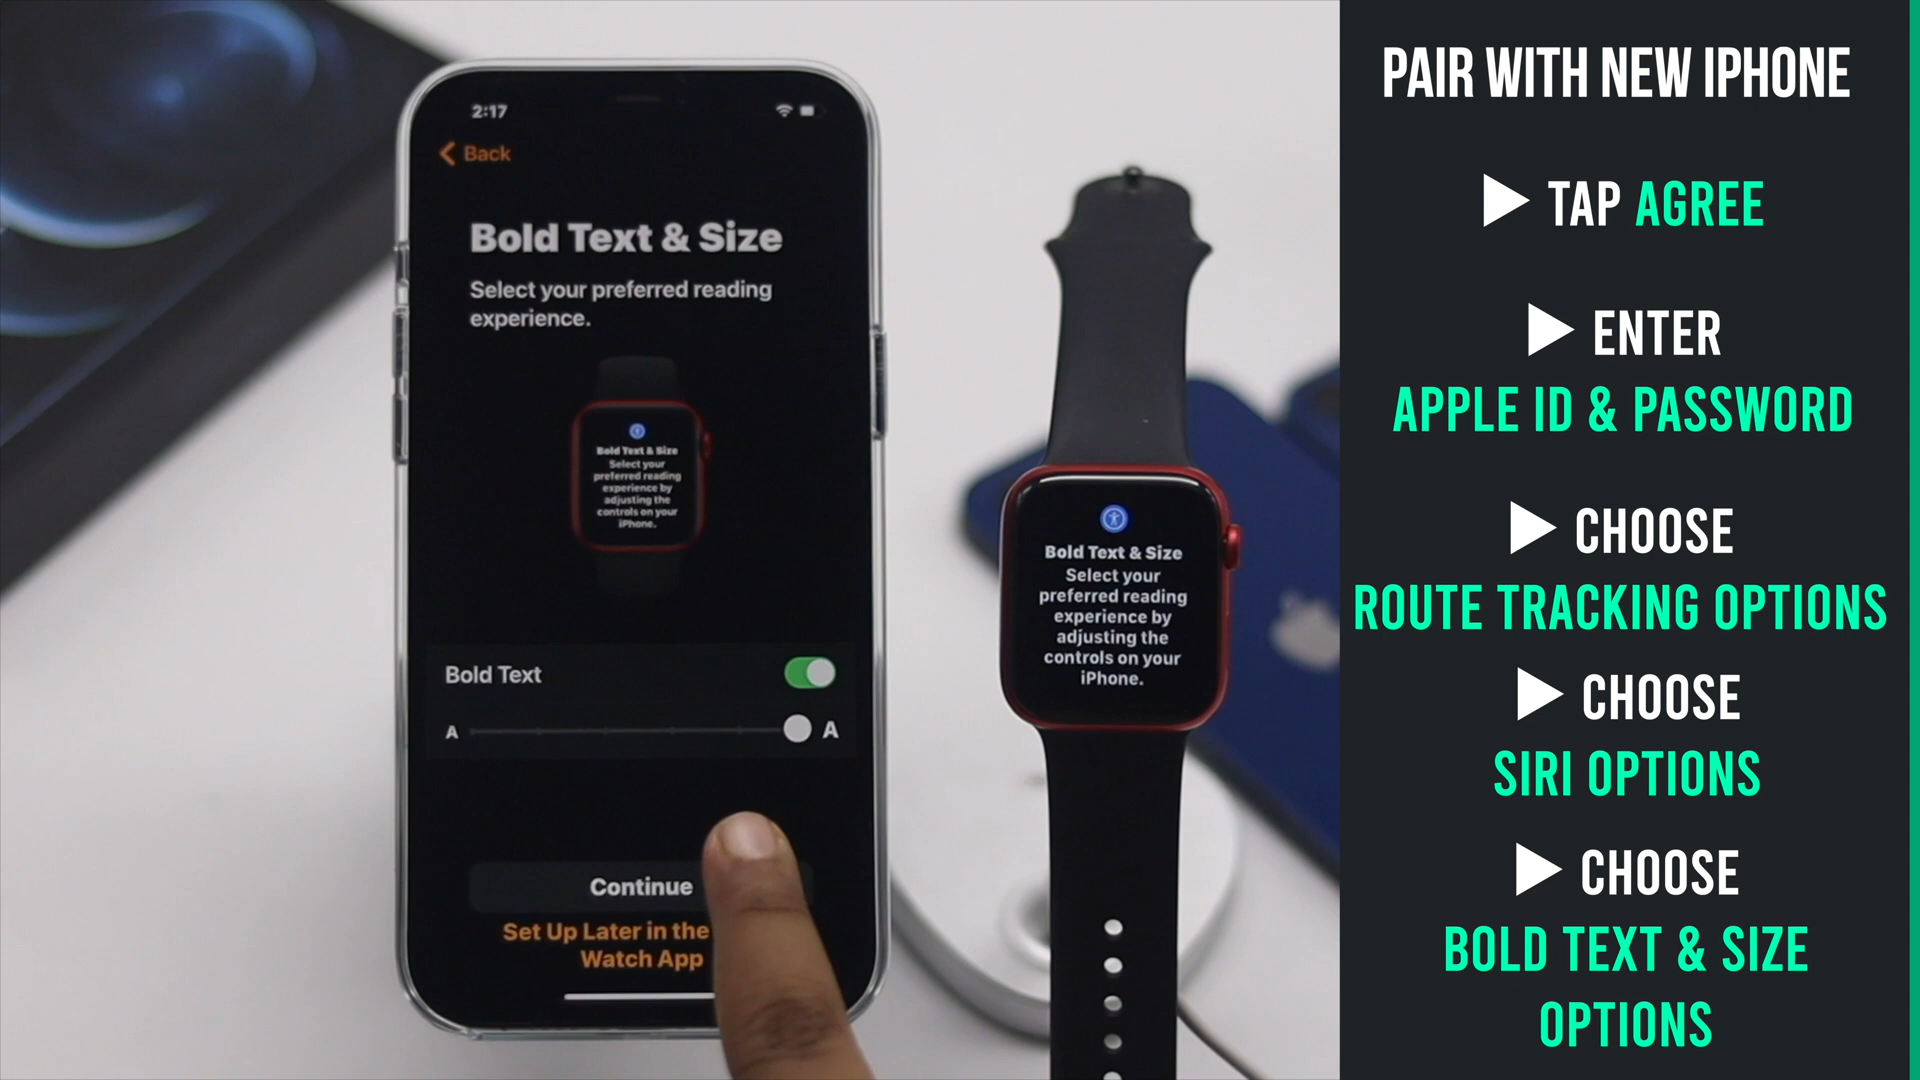 2:17
Back
Bold Text & Size
Select your preferred reading
experience.
Bold Text & Size
Select your
preferred reading
experience by
adjusting the
controls on your
iPhone.
Bold Text
A A
Continue
Set Up Later in the
Watch App
Bold Text & Size
Select your
preferred reading
experience by
adjusting the
controls on your
iPhone.
PAIR WITH NEW IPHONE
TAP AGREE
ENTER
APPLE ID & PASSWORD
CHOOSE
ROUTE TRACKING OPTIONS
CHOOSE
SIRI OPTIONS
CHOOSE
BOLD TEXT & SIZE
OPTIONS